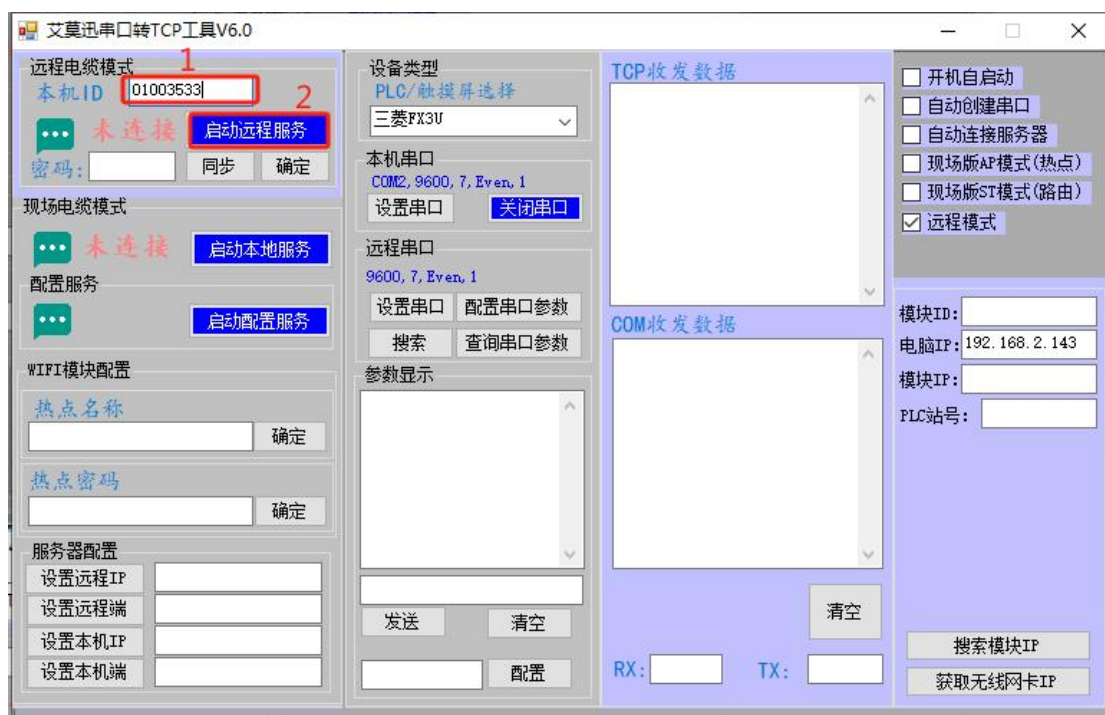 艾莫迅串口转TCP工具V6.0
远程电缆模式
1
本机ID 01003533
2
未连接 启动远程服务
密码: 同步 确定
现场电缆模式
未连接 启动本地服务
配置服务
启动配置服务
WIFI模块配置
热点名称
确定
热点密码
确定
服务器配置
设置远程IP
设置远程端
设置本机IP
设置本机端
设备类型
PLC/触摸屏选择
三菱FX3U
本机串口
COM2, 9600, 7, Even, 1
设置串口 关闭串口
远程串口
9600, 7, Even, 1
设置串口 配置串口参数
搜索 查询串口参数
参数显示
发送 清空
配置
TCP收发数据
COM收发数据
清空
RX: TX:
开机自启动
自动创建串口
自动连接服务器
现场版AP模式(热点)
现场版ST模式(路由)
远程模式
模块ID:
电脑IP: 192.168.2.143
模块IP:
PLC站号:
搜索模块IP
获取无线网卡IP